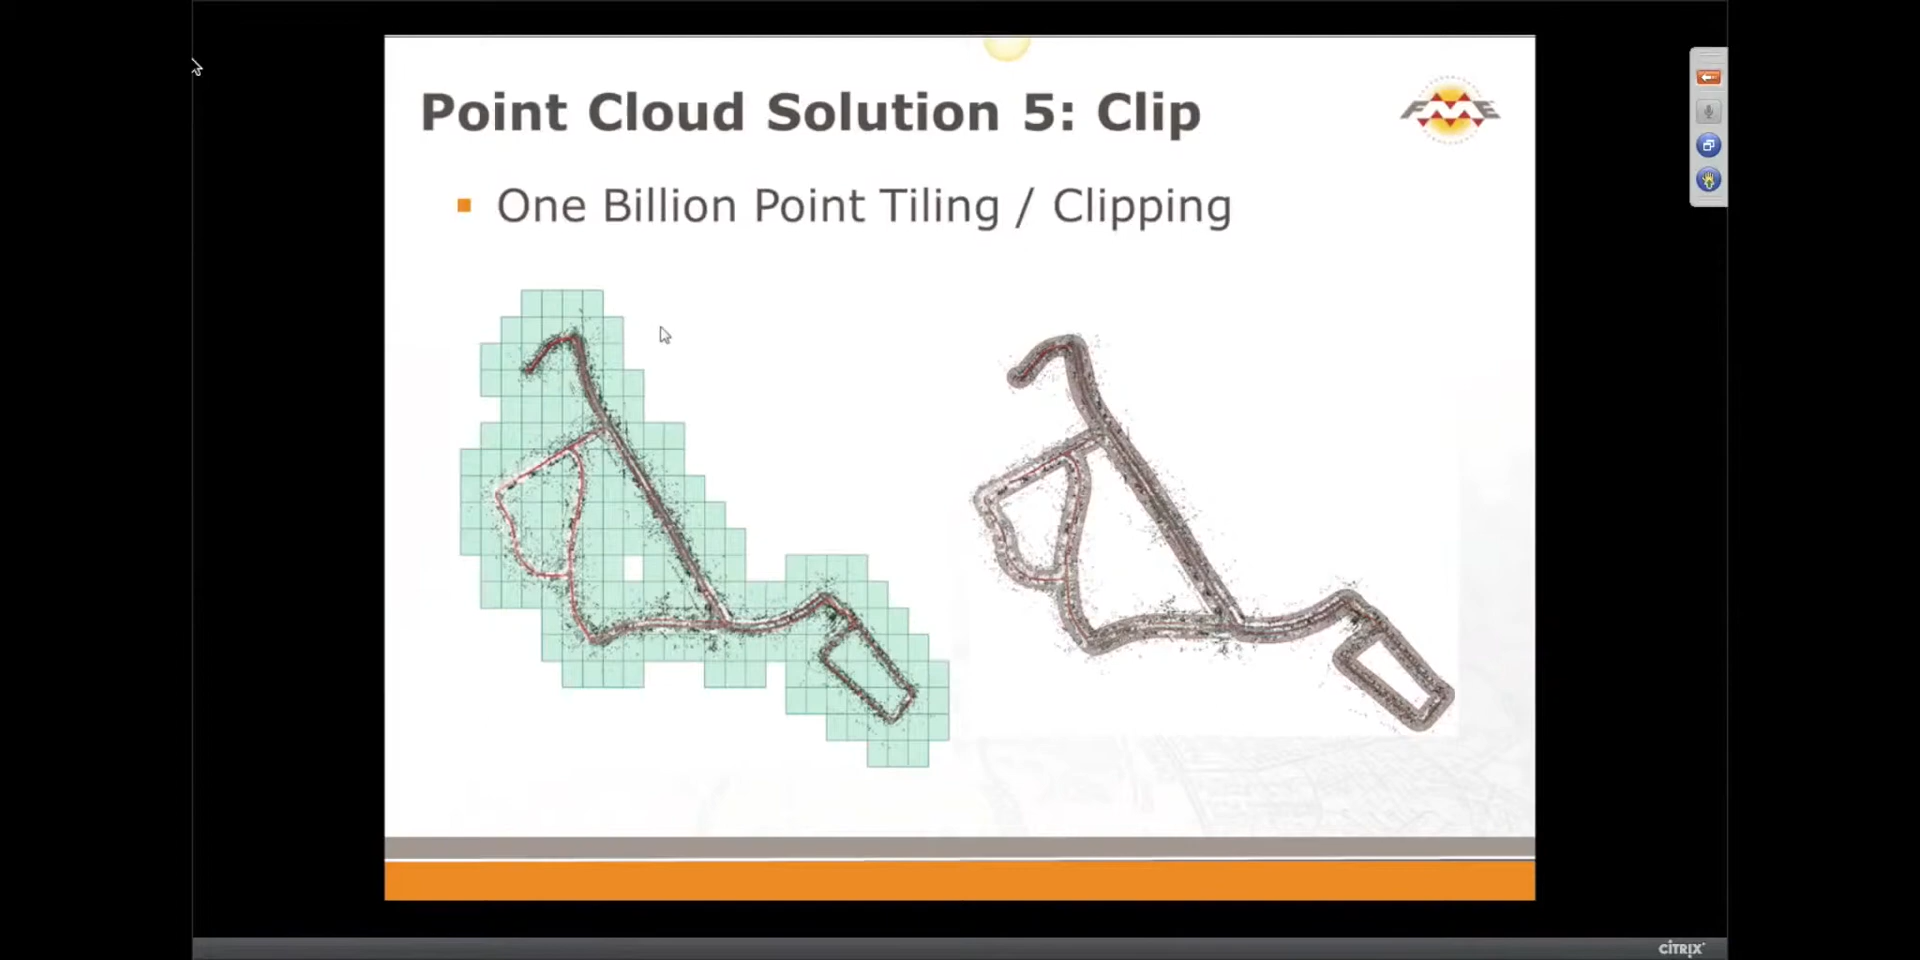 Point Cloud Solution 5: Clip
FME
One Billion Point Tiling / Clipping
CITRIX